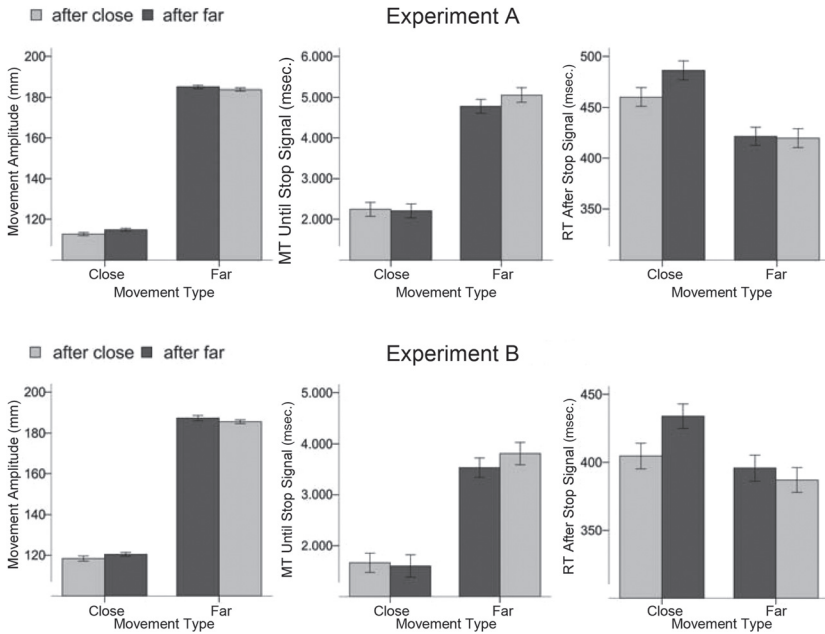 after close after far
Experiment A
Movement Amplitude (mm)
200
180
160
140
120
Close Far
Movement Type
MT Until Stop Signal (msec.)
6.000
5.000
4.000
3.000
2.000
Close Far
Movement Type
RT After Stop Signal (msec.)
500
450
400
350
Close Far
Movement Type
after close after far
Experiment B
Movement Amplitude (mm)
200
180
160
140
120
Close Far
Movement Type
MT Until Stop Signal (msec.)
5.000
4.000
3.000
2.000
Close Far
Movement Type
RT After Stop Signal (msec.)
450
400
350
Close Far
Movement Type